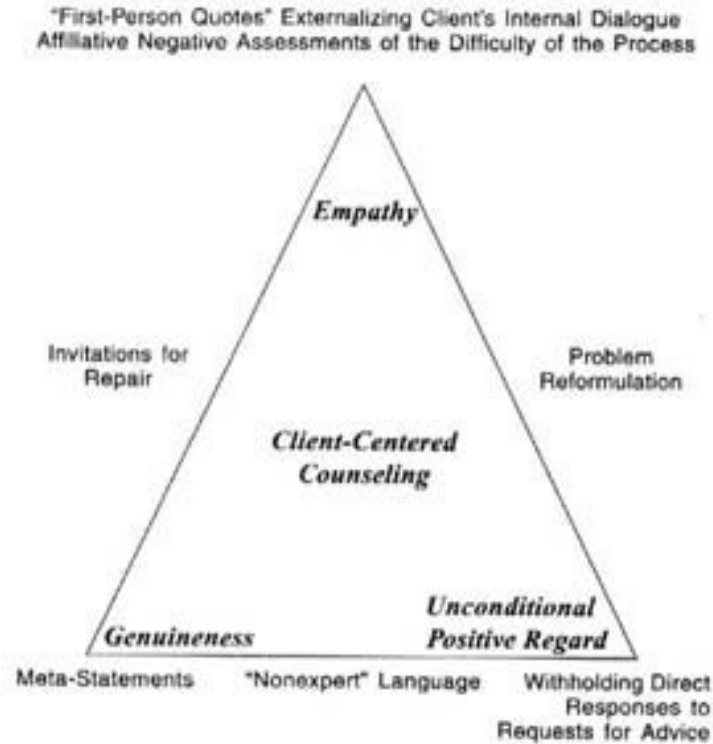 "First-Person Quotes" Externalizing Client's Internal Dialogue
Affiliative Negative Assessments of the Difficulty of the Process
Empathy
Invitations for
Repair
Problem
Reformulation
Client-Centered
Counseling
Genuineness
Unconditional
Positive Regard
Meta-Statements
"Nonexpert" Language
Withholding Direct
Responses to
Requests for Advice